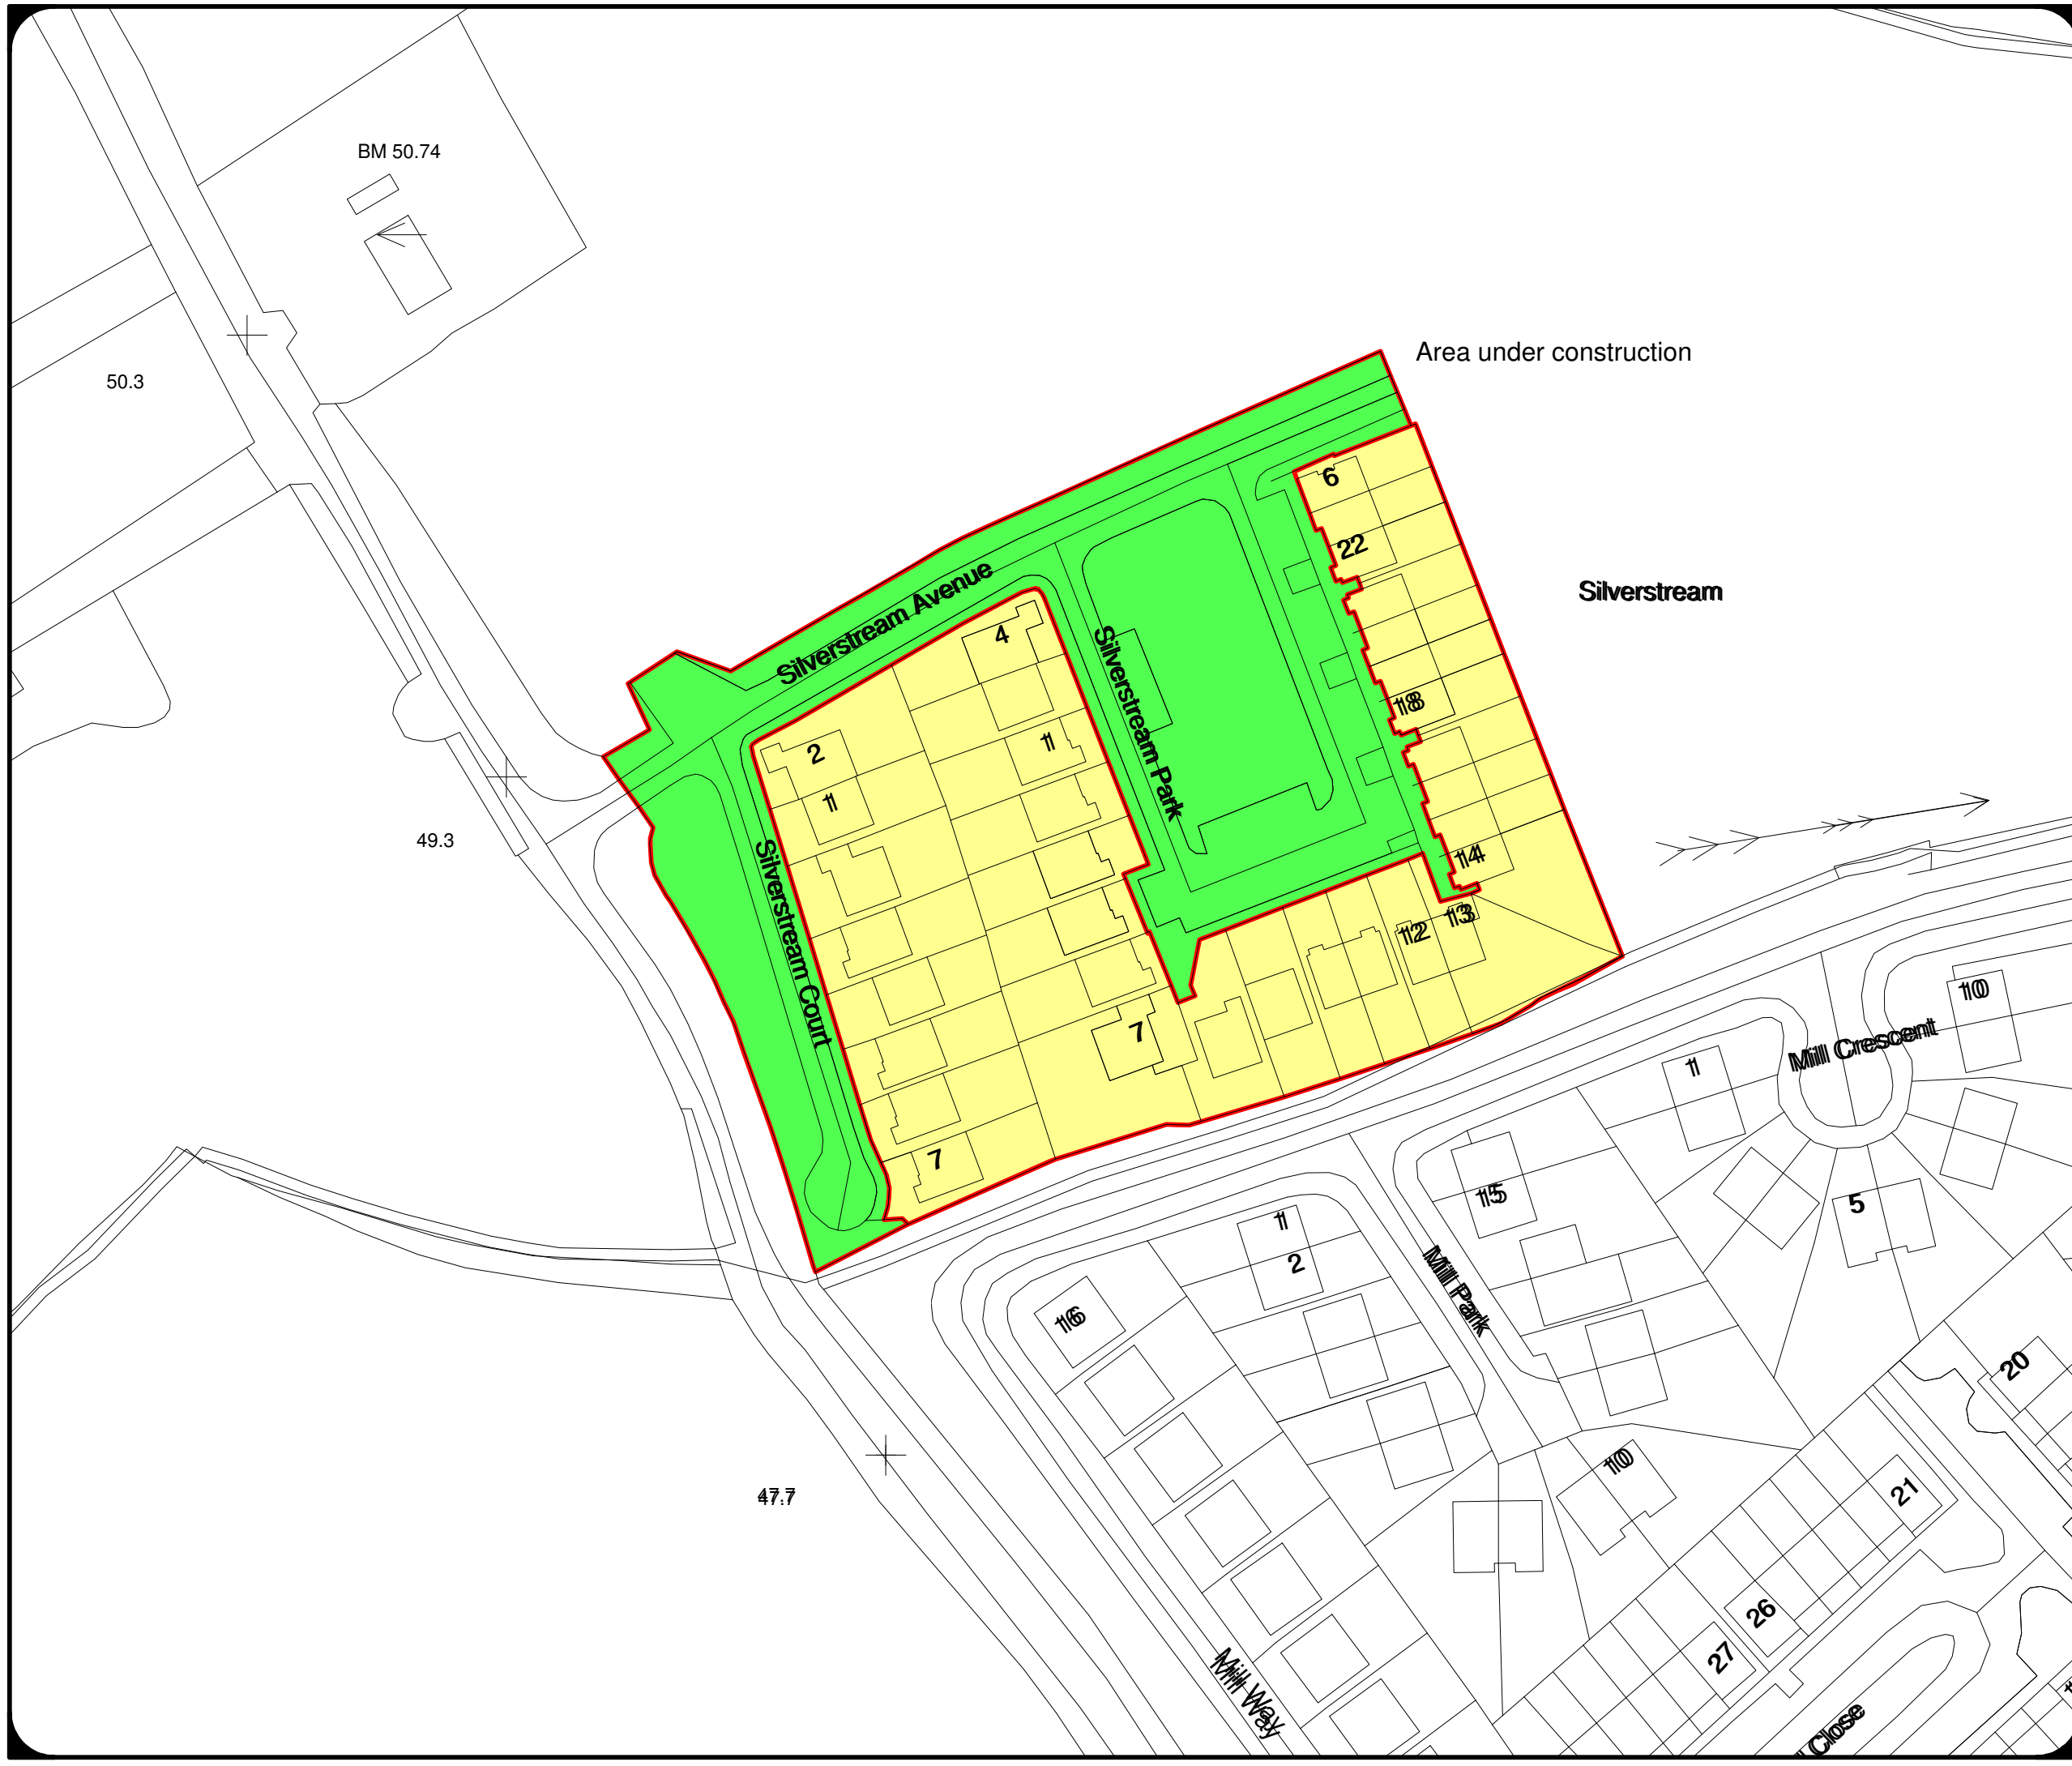 BM 50.74
Area under construction
50.3
6
22
Silverstream Avenue
Silverstream
4
Silverstream Park
18
1
2
1
49.3
Silverstream Court
14
13
12
10
7
Mill Crescent
1
7
15
5
1
2
16
Mill Park
20
10
21
47.7
26
27
Mill Way
Close